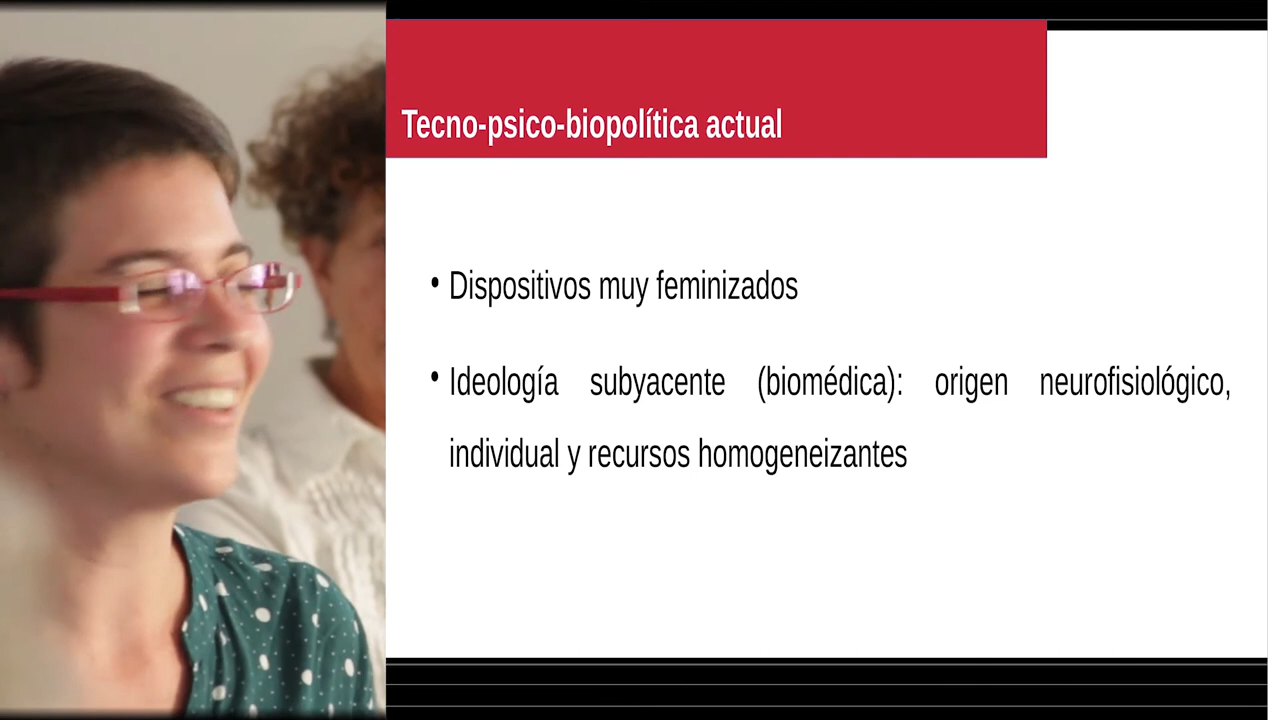 Tecno-psico-biopolítica actual
• Dispositivos muy feminizados
• Ideología subyacente (biomédica): origen neurofisiológico,
individual y recursos homogeneizantes